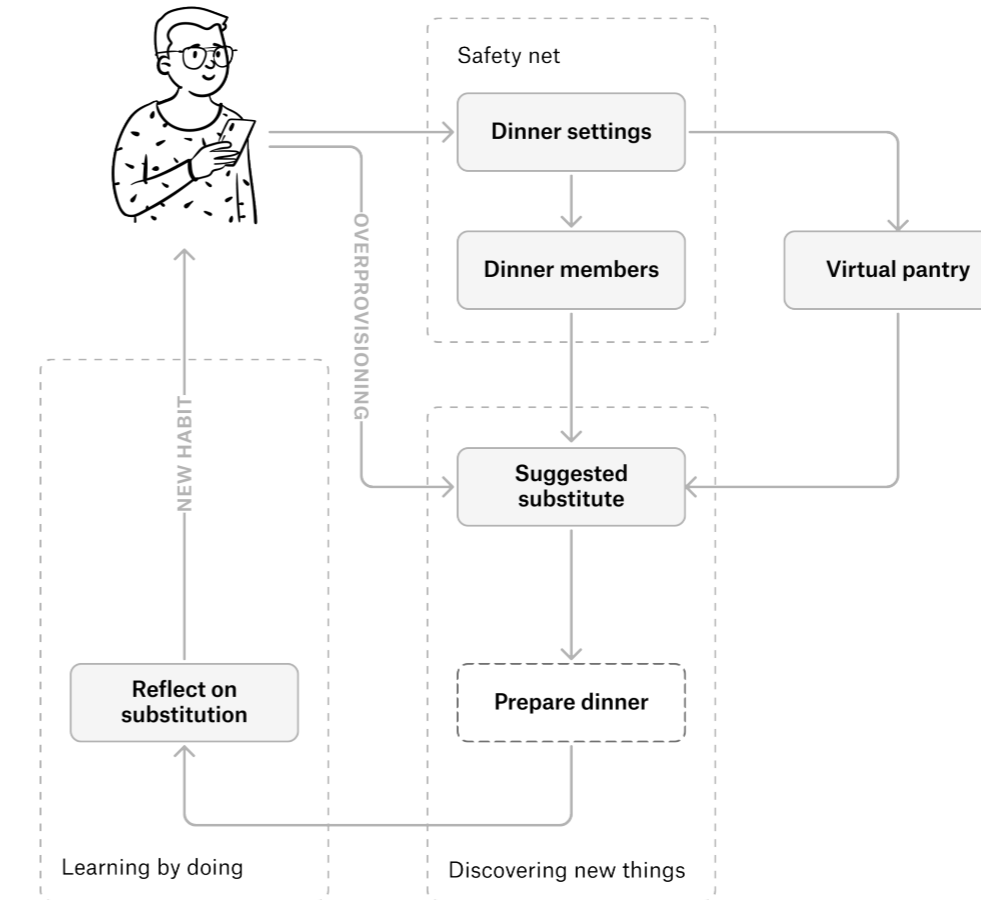 Safety net
Dinner settings
Dinner members
Virtual pantry
OVERPROVISIONING
NEW HABIT
Suggested
substitute
Reflect on
substitution
Prepare dinner
Learning by doing
Discovering new things